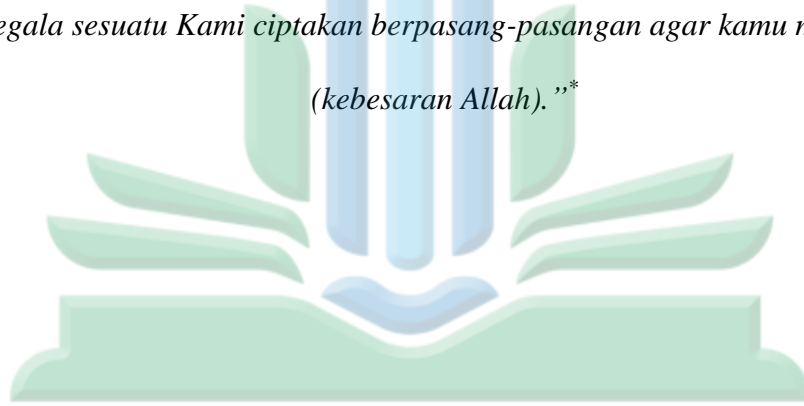 egala sesuatu Kami ciptakan berpasang-pasangan agar kamu
(kebesaran Allah).”*